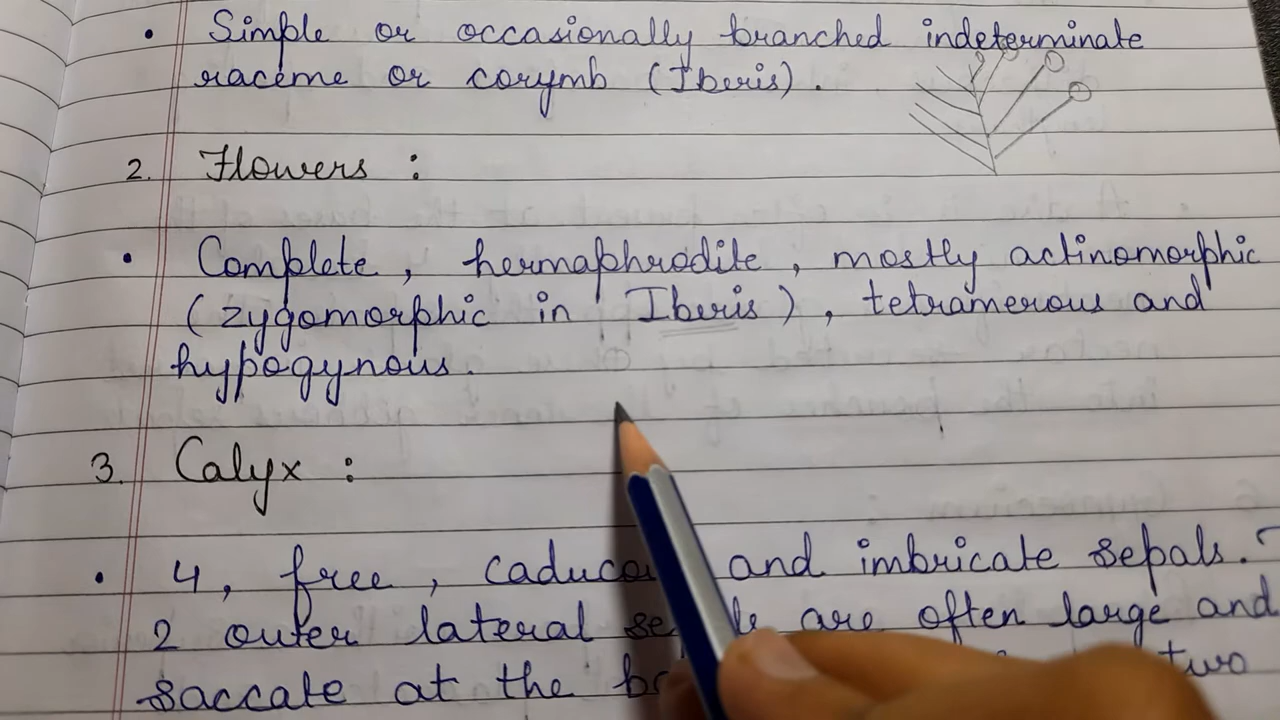 • Simple or occasionally branched indeterminate
raceme or corymb (Iberis).
2. Flowers :
• Complete, hermaphrodite, mostly actinomorphic
(zygomorphic in Iberis), tetramerous and
hypogynous.
3. Calyx :
• 4, free, and imbricate sepals.
2 outer lateral are often large and
saccate at the two